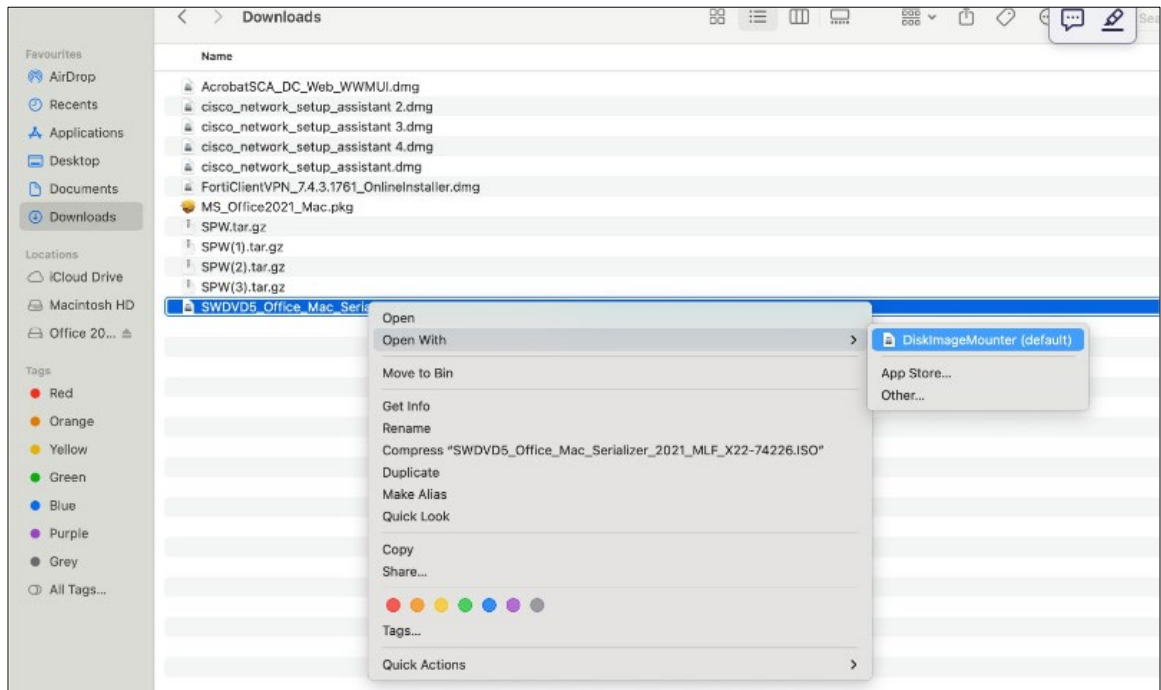 Downloads
Favourites
AirDrop
Recents
Applications
Desktop
Documents
Downloads
Locations
iCloud Drive
Macintosh HD
Office 20...
Tags
Red
Orange
Yellow
Green
Blue
Purple
Grey
All Tags...
Name
AcrobatSCA_DC_Web_WWMUI.dmg
cisco_network_setup_assistant 2.dmg
cisco_network_setup_assistant 3.dmg
cisco_network_setup_assistant 4.dmg
cisco_network_setup_assistant.dmg
FortiClientVPN_7.4.3.1761_OnlineInstaller.dmg
MS_Office2021_Mac.pkg
SPW.tar.gz
SPW(1).tar.gz
SPW(2).tar.gz
SPW(3).tar.gz
SWDVD5_Office_Mac_Seria
Open
Open With
Move to Bin
Get Info
Rename
Compress “SWDVD5_Office_Mac_Serializer_2021_MLF_X22-74226.ISO”
Duplicate
Make Alias
Quick Look
Copy
Share...
Tags...
Quick Actions
DiskImageMounter (default)
App Store...
Other...